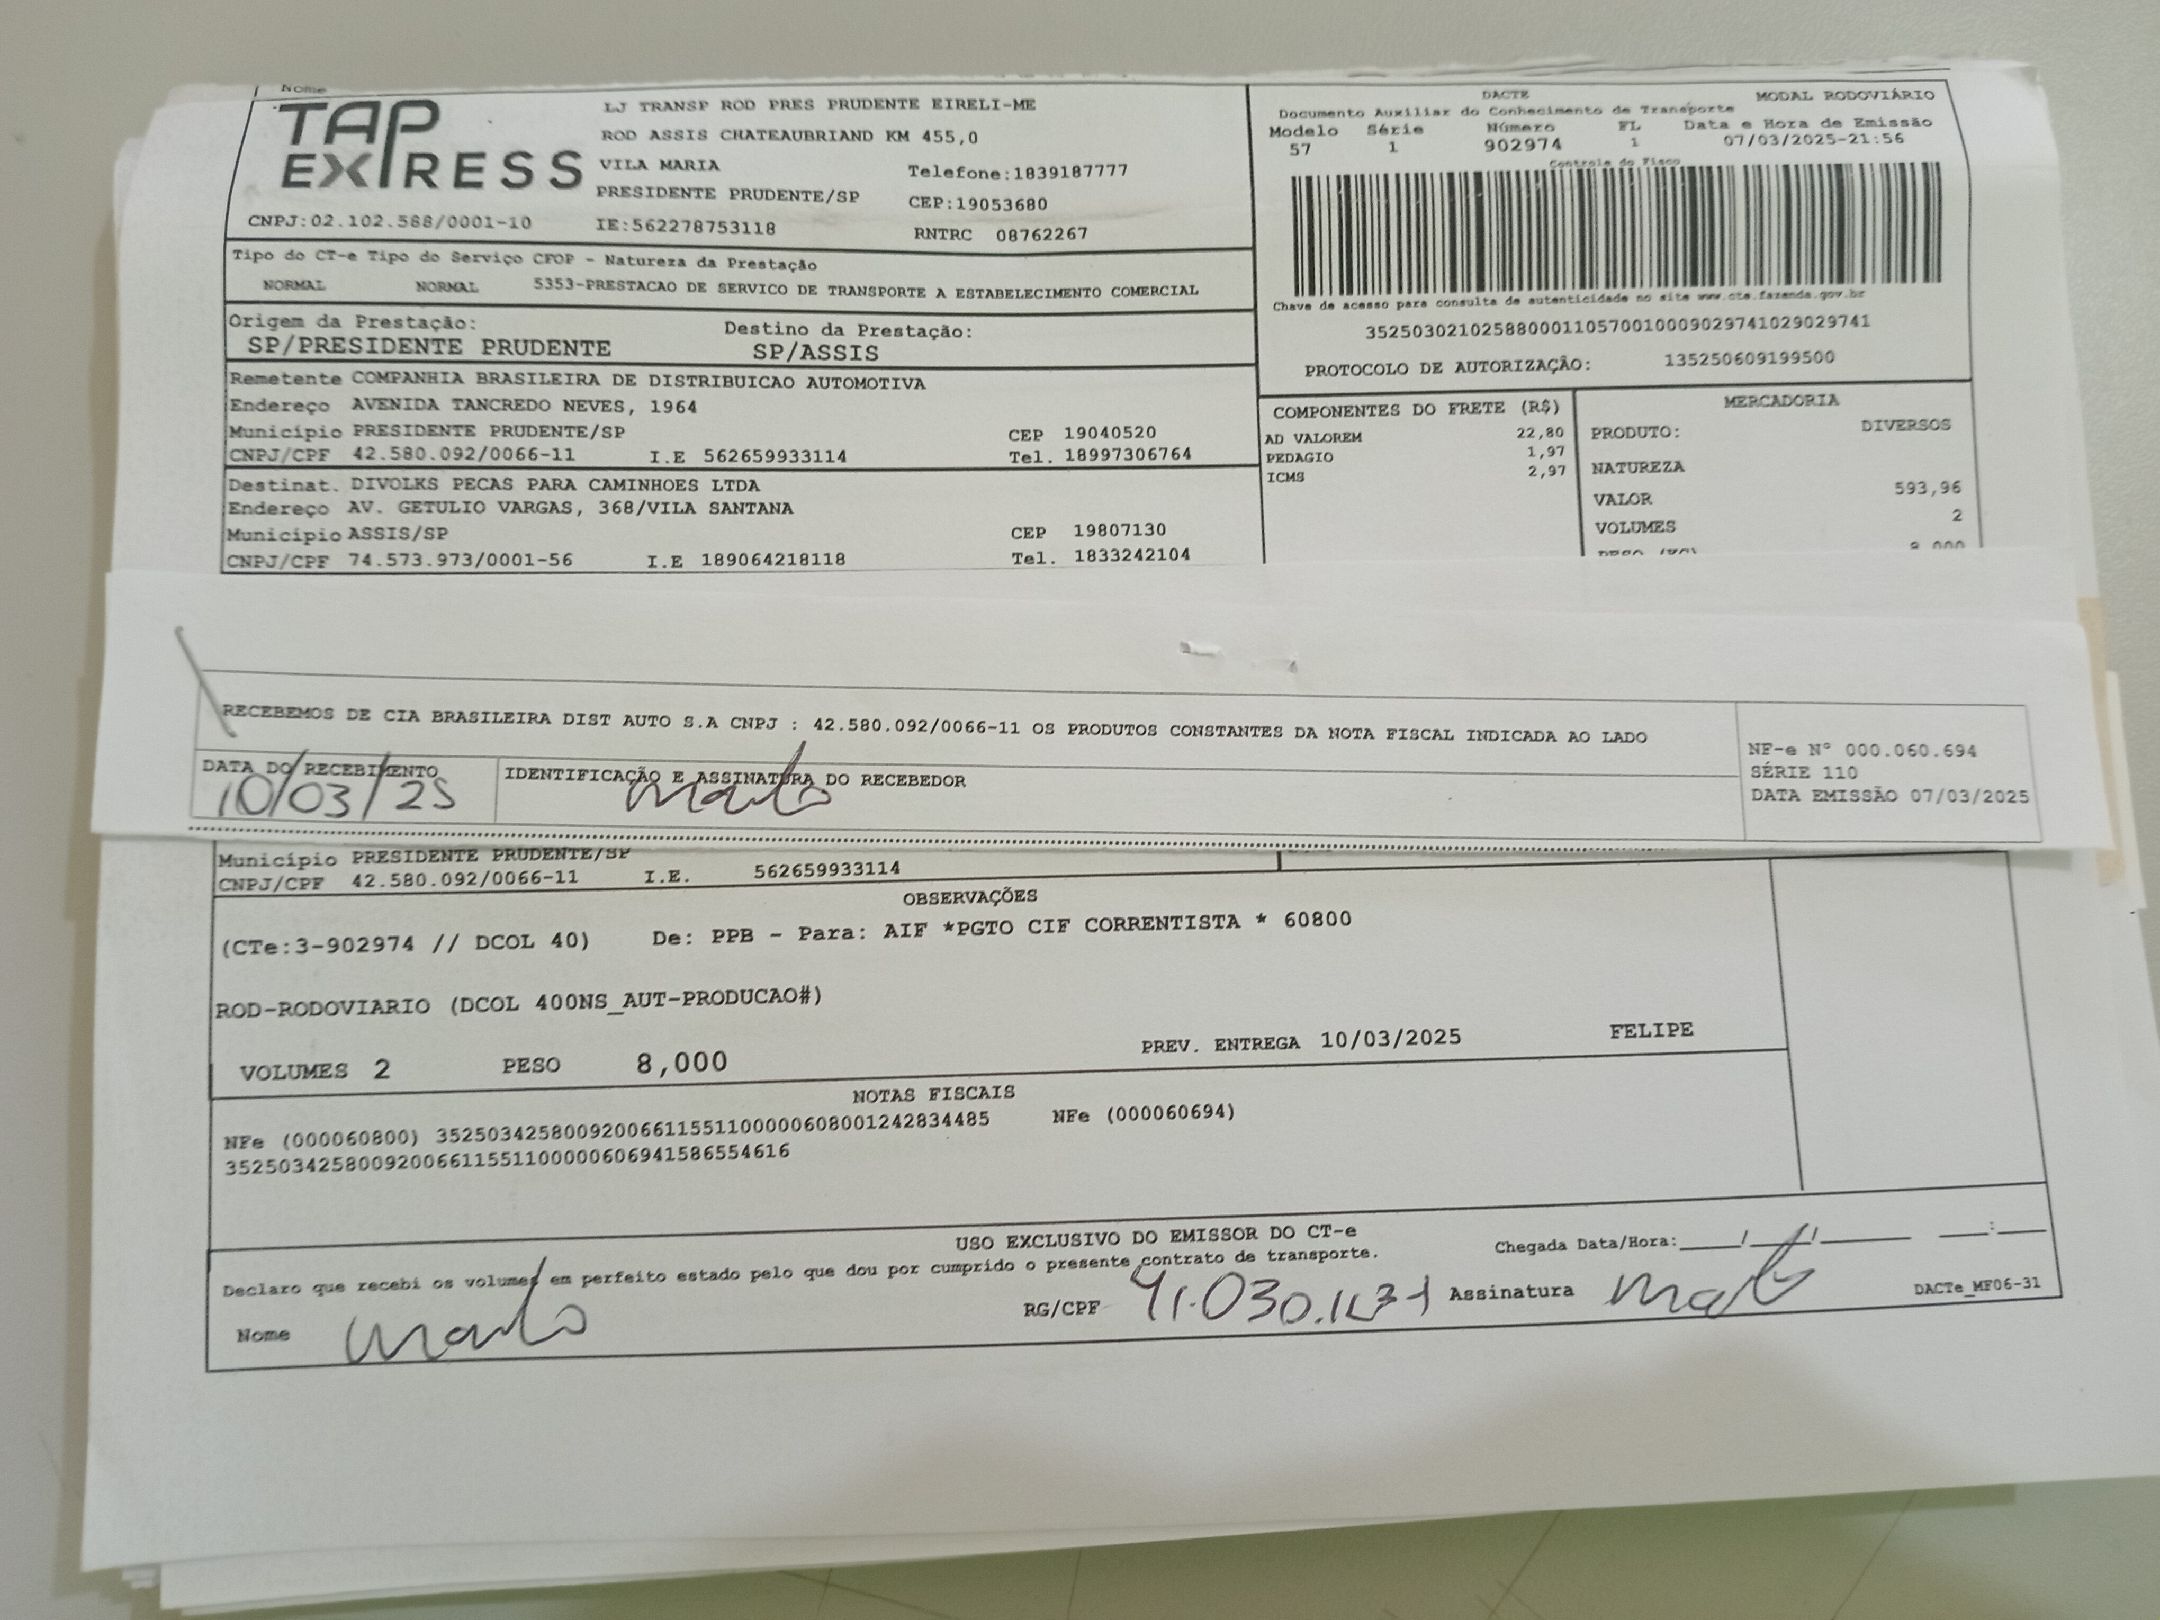 Nome
TAP EXPRESS
LJ TRANSP ROD PRES PRUDENTE EIRELI-ME
ROD ASSIS CHATEAUBRIAND KM 455,0
VILA MARIA
Telefone:1839187777
PRESIDENTE PRUDENTE/SP
CEP:19053680
CNPJ:02.102.588/0001-10
IE:562278753118
RNTRC 08762267
DACTE
MODAL RODOVIÁRIO
Documento Auxiliar do Conhecimento de Transporte
Modelo Série Número FL Data e Hora de Emissão
57 1 902974 1 07/03/2025-21:56
Controle do Fisco
Chave de acesso para consulta de autenticidade no site www.cte.fazenda.gov.br
35250302102588000110570010009029741029029741
PROTOCOLO DE AUTORIZAÇÃO: 135250609199500
Tipo do CT-e Tipo do Serviço CFOP - Natureza da Prestação
NORMAL NORMAL 5353-PRESTACAO DE SERVICO DE TRANSPORTE A ESTABELECIMENTO COMERCIAL
Origem da Prestação: Destino da Prestação:
SP/PRESIDENTE PRUDENTE SP/ASSIS
Remetente COMPANHIA BRASILEIRA DE DISTRIBUICAO AUTOMOTIVA
Endereço AVENIDA TANCREDO NEVES, 1964
Município PRESIDENTE PRUDENTE/SP CEP 19040520
CNPJ/CPF 42.580.092/0066-11 I.E 562659933114 Tel. 18997306764
Destinat. DIVOLKS PECAS PARA CAMINHOES LTDA
Endereço AV. GETULIO VARGAS, 368/VILA SANTANA
Município ASSIS/SP CEP 19807130
CNPJ/CPF 74.573.973/0001-56 I.E 189064218118 Tel. 1833242104
COMPONENTES DO FRETE (R$)
AD VALOREM 22,80
PEDAGIO 1,97
ICMS 2,97
MERCADORIA
PRODUTO: DIVERSOS
NATUREZA
VALOR 593,96
VOLUMES 2
RECEBEMOS DE CIA BRASILEIRA DIST AUTO S.A CNPJ : 42.580.092/0066-11 OS PRODUTOS CONSTANTES DA NOTA FISCAL INDICADA AO LADO
DATA DO RECEBIMENTO
10/03/25
IDENTIFICAÇÃO E ASSINATURA DO RECEBEDOR
NF-e Nº 000.060.694
SÉRIE 110
DATA EMISSÃO 07/03/2025
Município PRESIDENTE PRUDENTE/SP
CNPJ/CPF 42.580.092/0066-11 I.E. 562659933114
OBSERVAÇÕES
(CTe:3-902974 // DCOL 40) De: PPB - Para: AIF *PGTO CIF CORRENTISTA * 60800
ROD-RODOVIARIO (DCOL 400NS_AUT-PRODUCAO#)
PREV. ENTREGA 10/03/2025 FELIPE
VOLUMES 2 PESO 8,000
NOTAS FISCAIS
NFe (000060800) 35250342580092006611551100000608001242834485 NFe (000060694)
35250342580092006611551100000606941586554616
USO EXCLUSIVO DO EMISSOR DO CT-e
Declaro que recebi os volumes em perfeito estado pelo que dou por cumprido o presente contrato de transporte.
Chegada Data/Hora:_____/_____/_______ ____:____
Nome
RG/CPF
Assinatura
DACTe_MF06-31